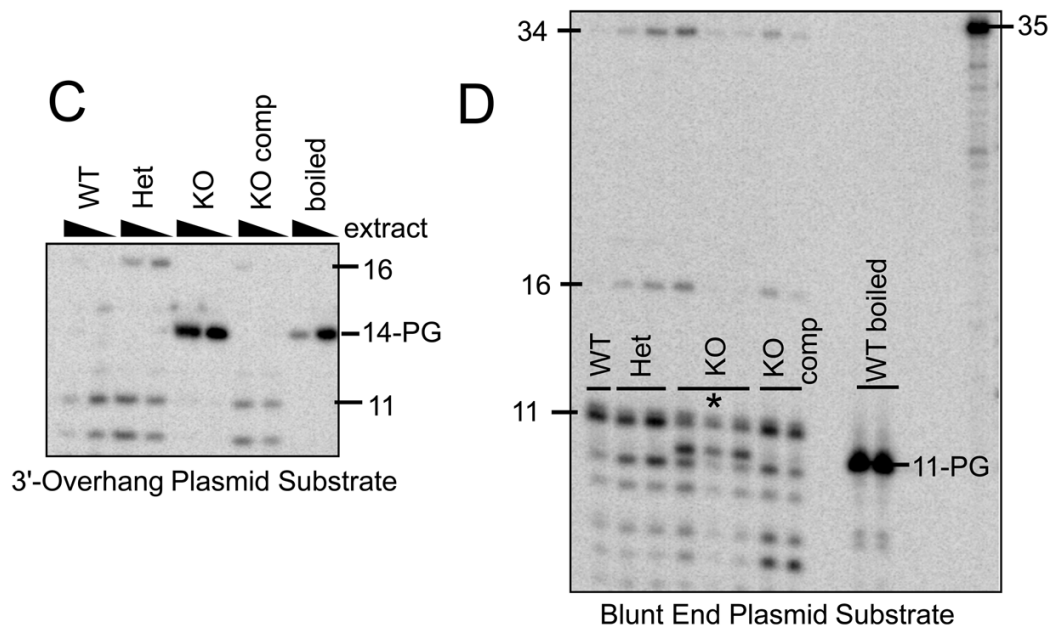 C
WT
Het
KO
KO comp
boiled
extract
16
14-PG
11
3'-Overhang Plasmid Substrate
D
34
35
16
WT
Het
KO
KO
comp
WT boiled
*
11
11-PG
Blunt End Plasmid Substrate